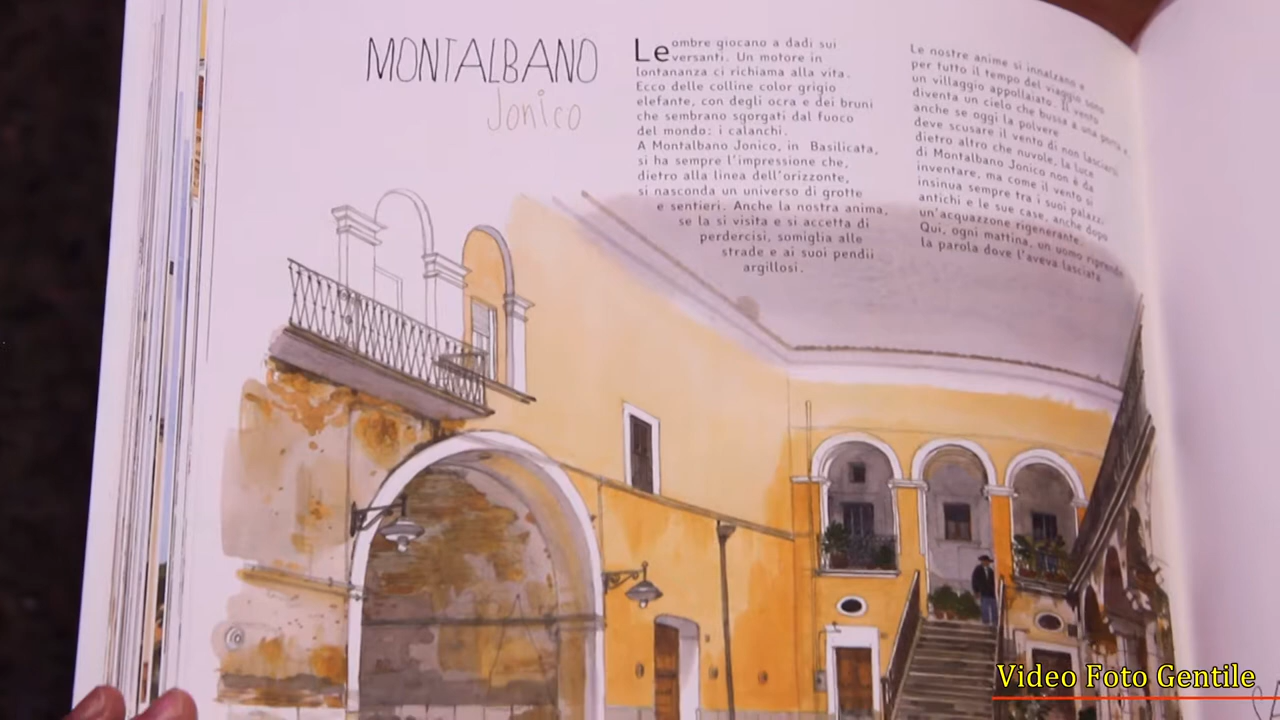 MONTALBANO
Jonico
Le ombre giocano a dadi sui
versanti. Un motore in
lontananza ci richiama alla vita.
Ecco delle colline color grigio
elefante, con degli ocra e dei bruni
che sembrano sgorgati dal fuoco
del mondo: i calanchi.
A Montalbano Jonico, in Basilicata,
si ha sempre l'impressione che,
dietro alla linea dell'orizzonte,
si nasconda un universo di grotte
e sentieri. Anche la nostra anima,
se la si visita e si accetta di
perdercisi, somiglia alle
strade e ai suoi pendii
argillosi.
Le nostre anime si innalzano e
per tutto il tempo del viaggio sono
un villaggio appollaiato. Il vento
diventa un cielo che bussa a una porta e
anche se oggi la polvere
deve scusare il vento di non lasciarsi
dietro altro che nuvole, la luce
di Montalbano Jonico non è da
inventare, ma come il vento si
insinua sempre tra i suoi palazzi
antichi e le sue case, anche dopo
un'acquazzone rigenerante.
Qui, ogni mattina, un uomo riprende
la parola dove l'aveva lasciata.
Video Foto Gentile